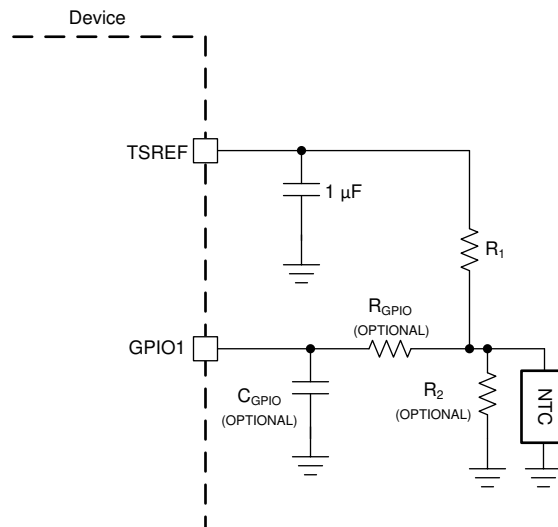 Device
TSREF
1 µF
R1
RGPIO
(OPTIONAL)
GPIO1
CGPIO
(OPTIONAL)
R2
(OPTIONAL)
NTC